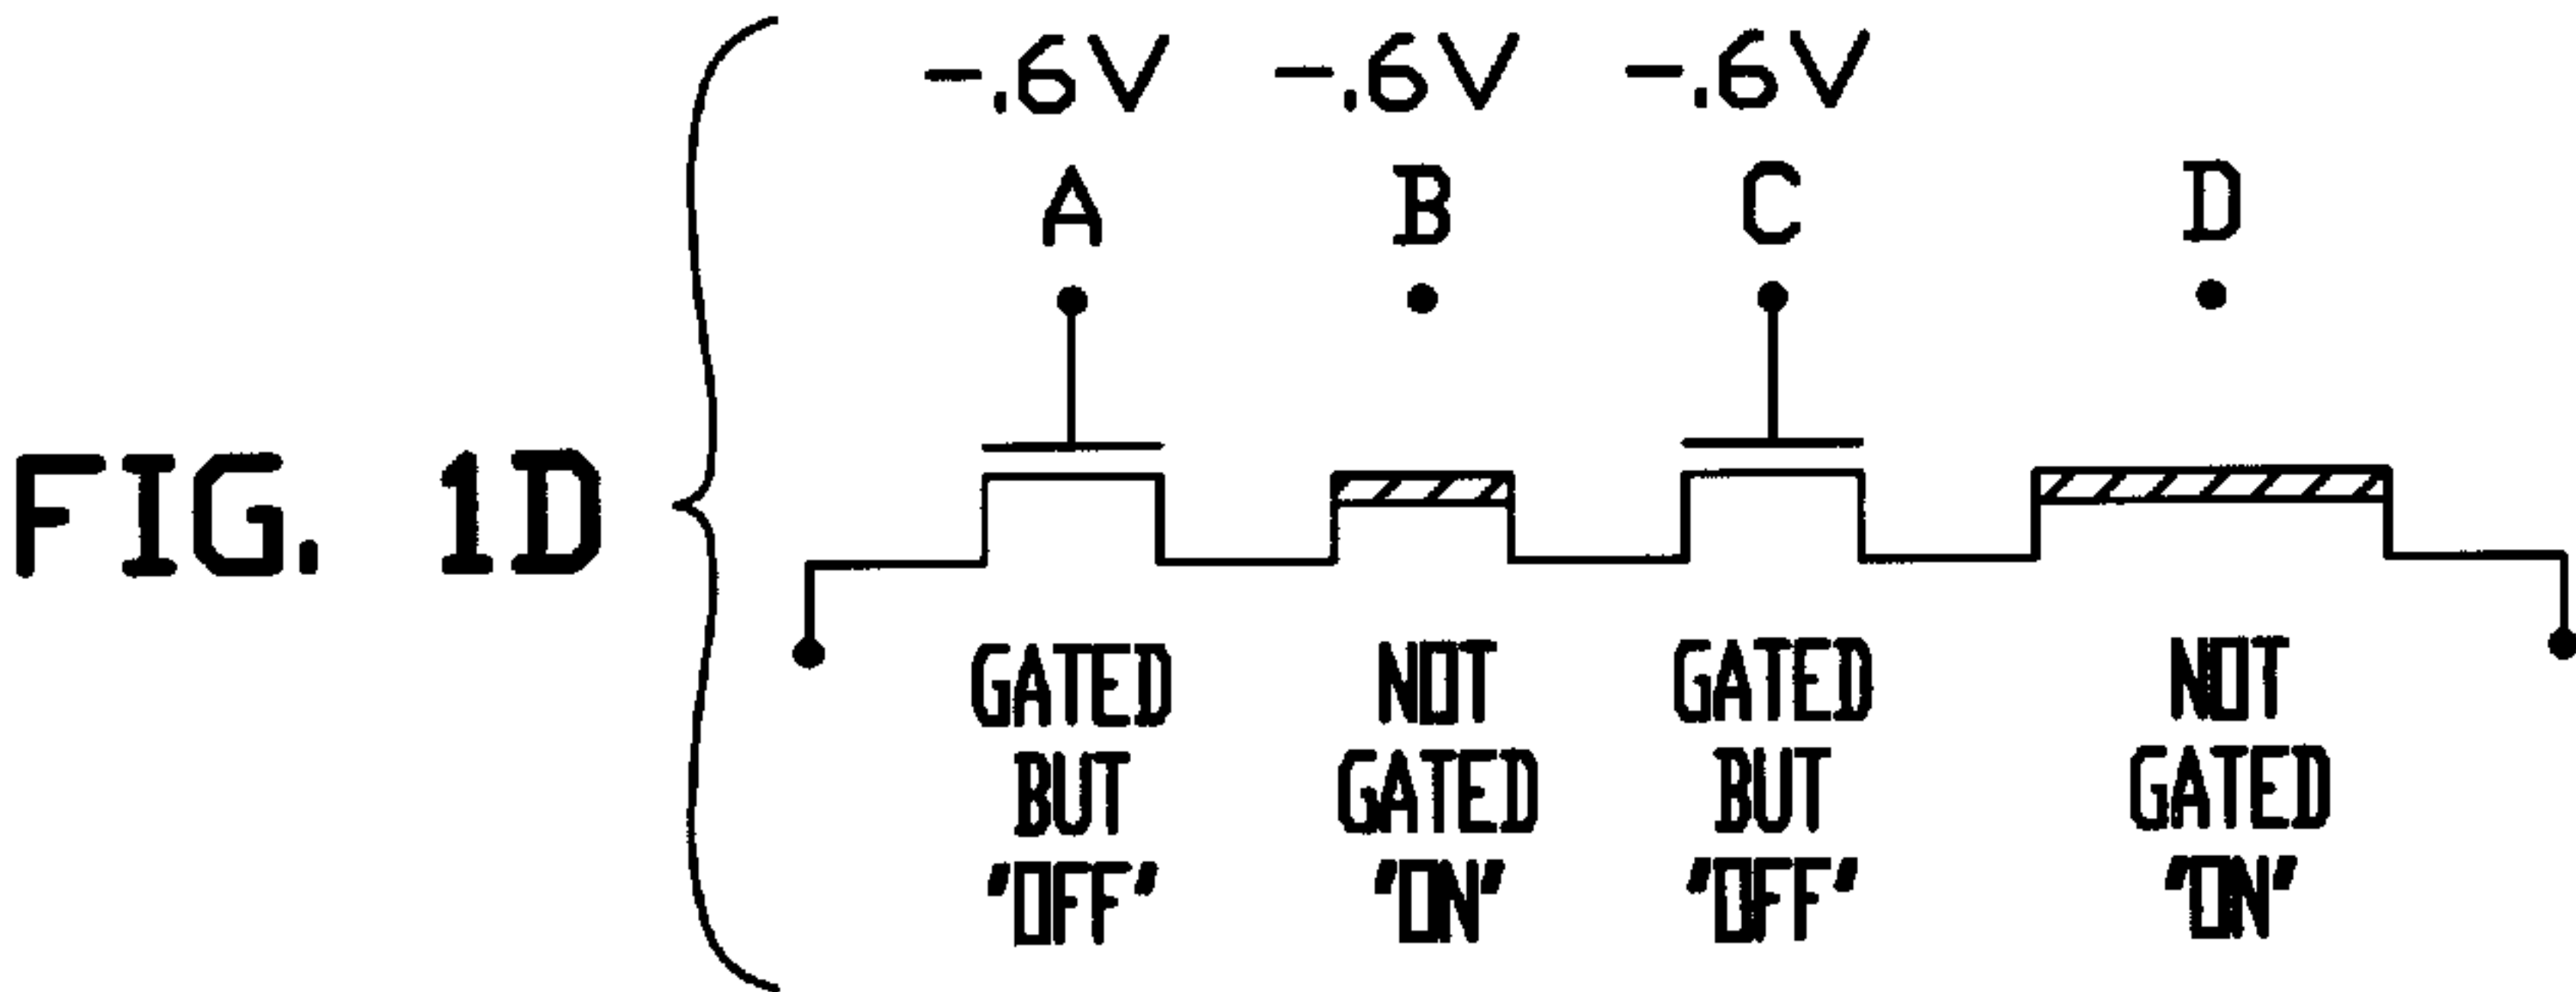 -.6V -.6V -.6V
A B C D
FIG. 1D
GATED NOT GATED NOT
BUT GATED BUT GATED
"OFF" "ON" "OFF" "ON"